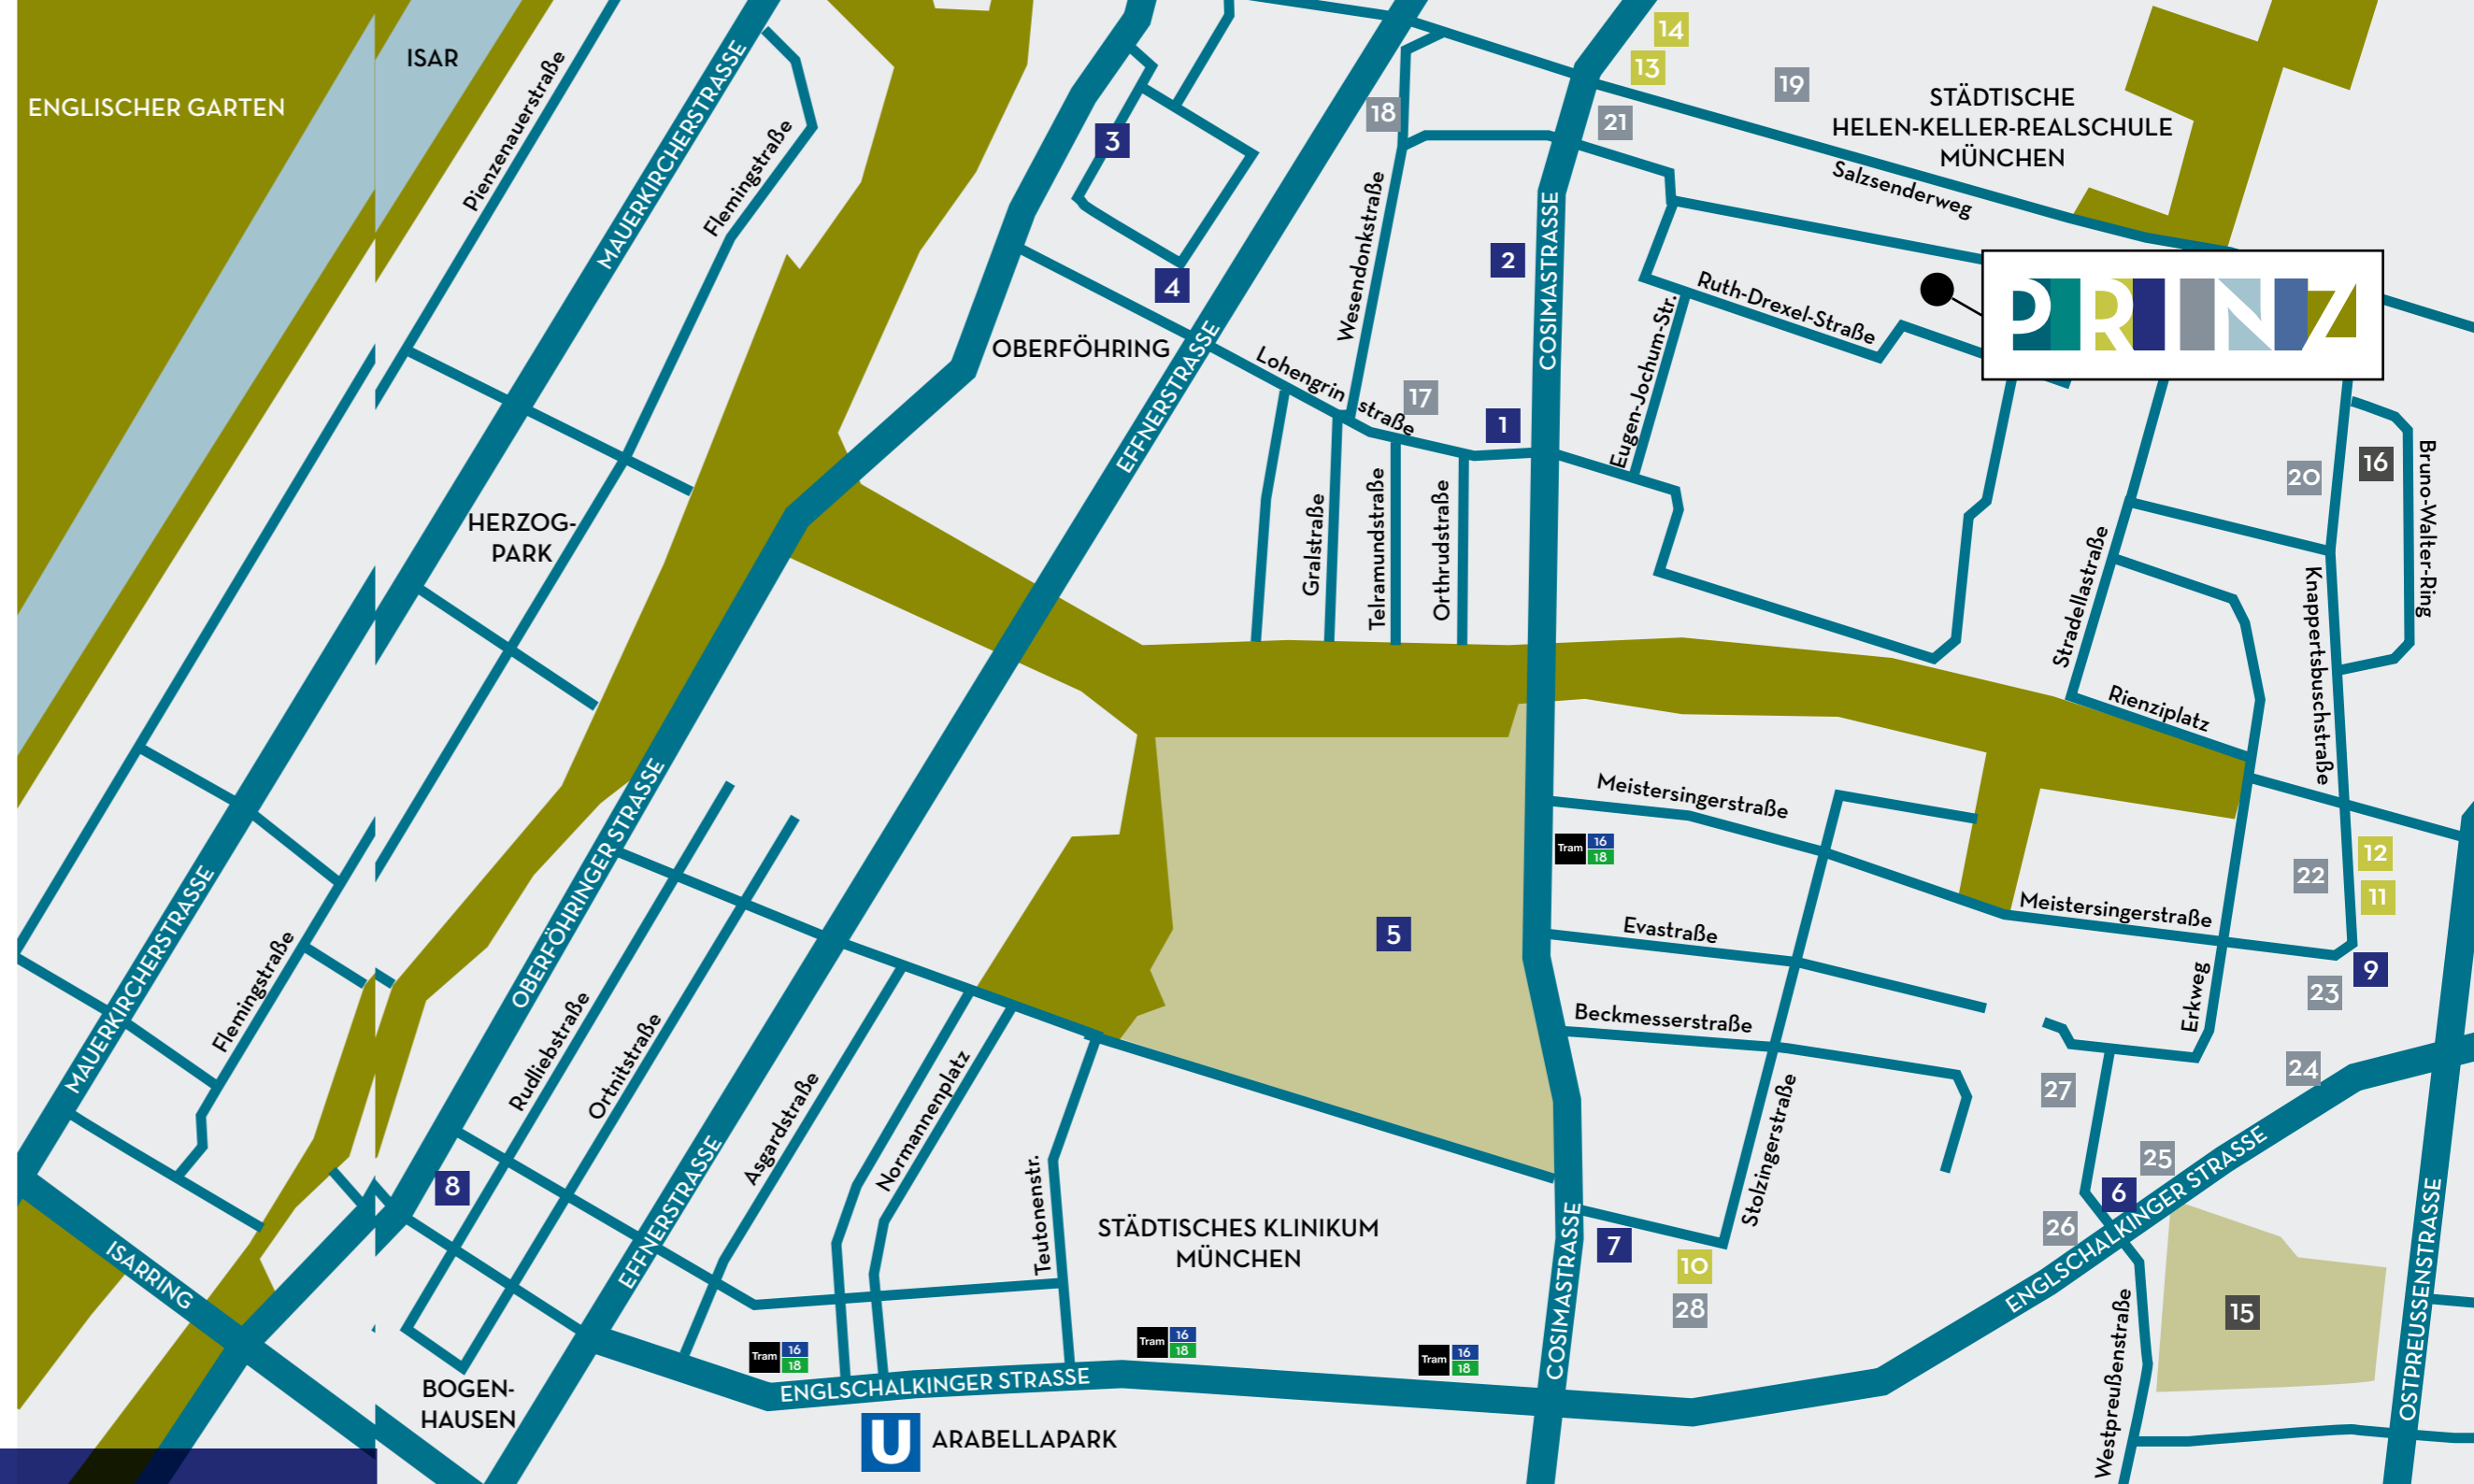 ISAR
ENGLISCHER GARTEN
Pienzenauerstraße
MAUERKIRCHERSTRASSE
Flemingstraße
HERZOG-
PARK
3
4
OBERFÖHRING
EFFNERSTRASSE
Lohengrin
straße
Wesendonkstraße
18
17
1
2
COSIMASTRASSE
14
13
21
19
STÄDTISCHE
HELEN-KELLER-REALSCHULE
MÜNCHEN
Salzsenderweg
Ruth-Drexel-Straße
Eugen-Jochum-Str.
PRINZ
20
16
Bruno-Walter-Ring
Knappertsbuschstraße
Stradellastraße
Rienziplatz
Gralstraße
Telramundstraße
Orthrudstraße
Meistersingerstraße
Tram 16
18
5
Evastraße
Meistersingerstraße
12
22
11
9
23
Erkweg
Beckmesserstraße
24
27
25
6
26
Stolzingerstraße
ENGLSCHALKINGER STRASSE
OSTPREUSSENSTRASSE
15
Westpreußenstraße
MAUERKIRCHERSTRASSE
Flemingstraße
OBERFÖHRINGER STRASSE
Rudliebstraße
Ortnitstraße
Asgardstraße
Normannenplatz
Teutonenstr.
8
EFFNERSTRASSE
STÄDTISCHES KLINIKUM
MÜNCHEN
COSIMASTRASSE
7
10
28
ISARRING
BOGEN-
HAUSEN
Tram 16
18
Tram 16
18
Tram 16
18
ENGLSCHALKINGER STRASSE
U ARABELLAPARK